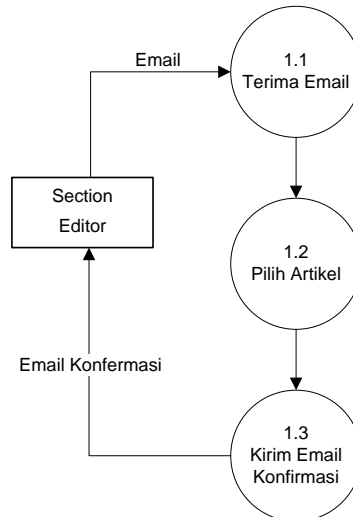 Email
1.1
Terima Email
Section
Editor
1.2
Pilih Artikel
Email Konfermasi
1.3
Kirim Email
Konfirmasi